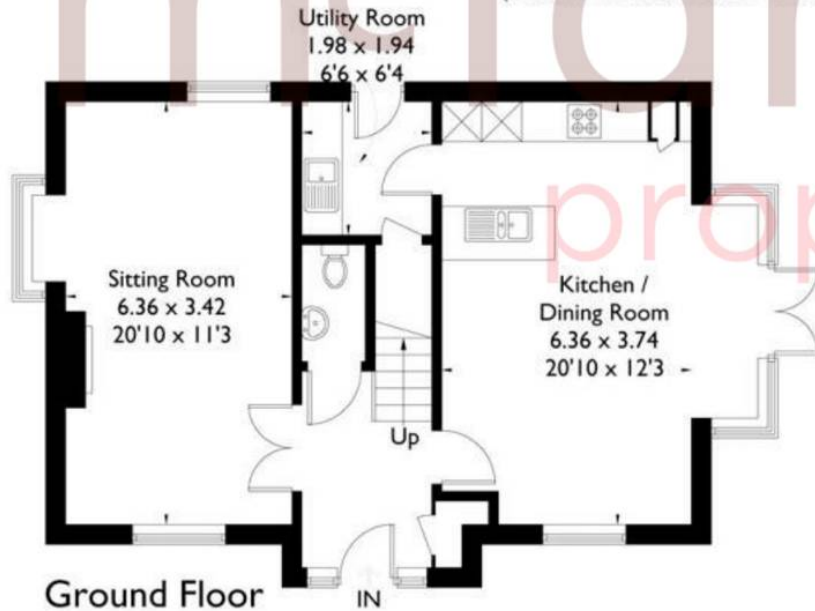 Utility Room
1.98 x 1.94
6'6 x 6'4
Sitting Room
6.36 x 3.42
20'10 x 11'3
Kitchen /
Dining Room
6.36 x 3.74
20'10 x 12'3
Up
Ground Floor
IN
prop